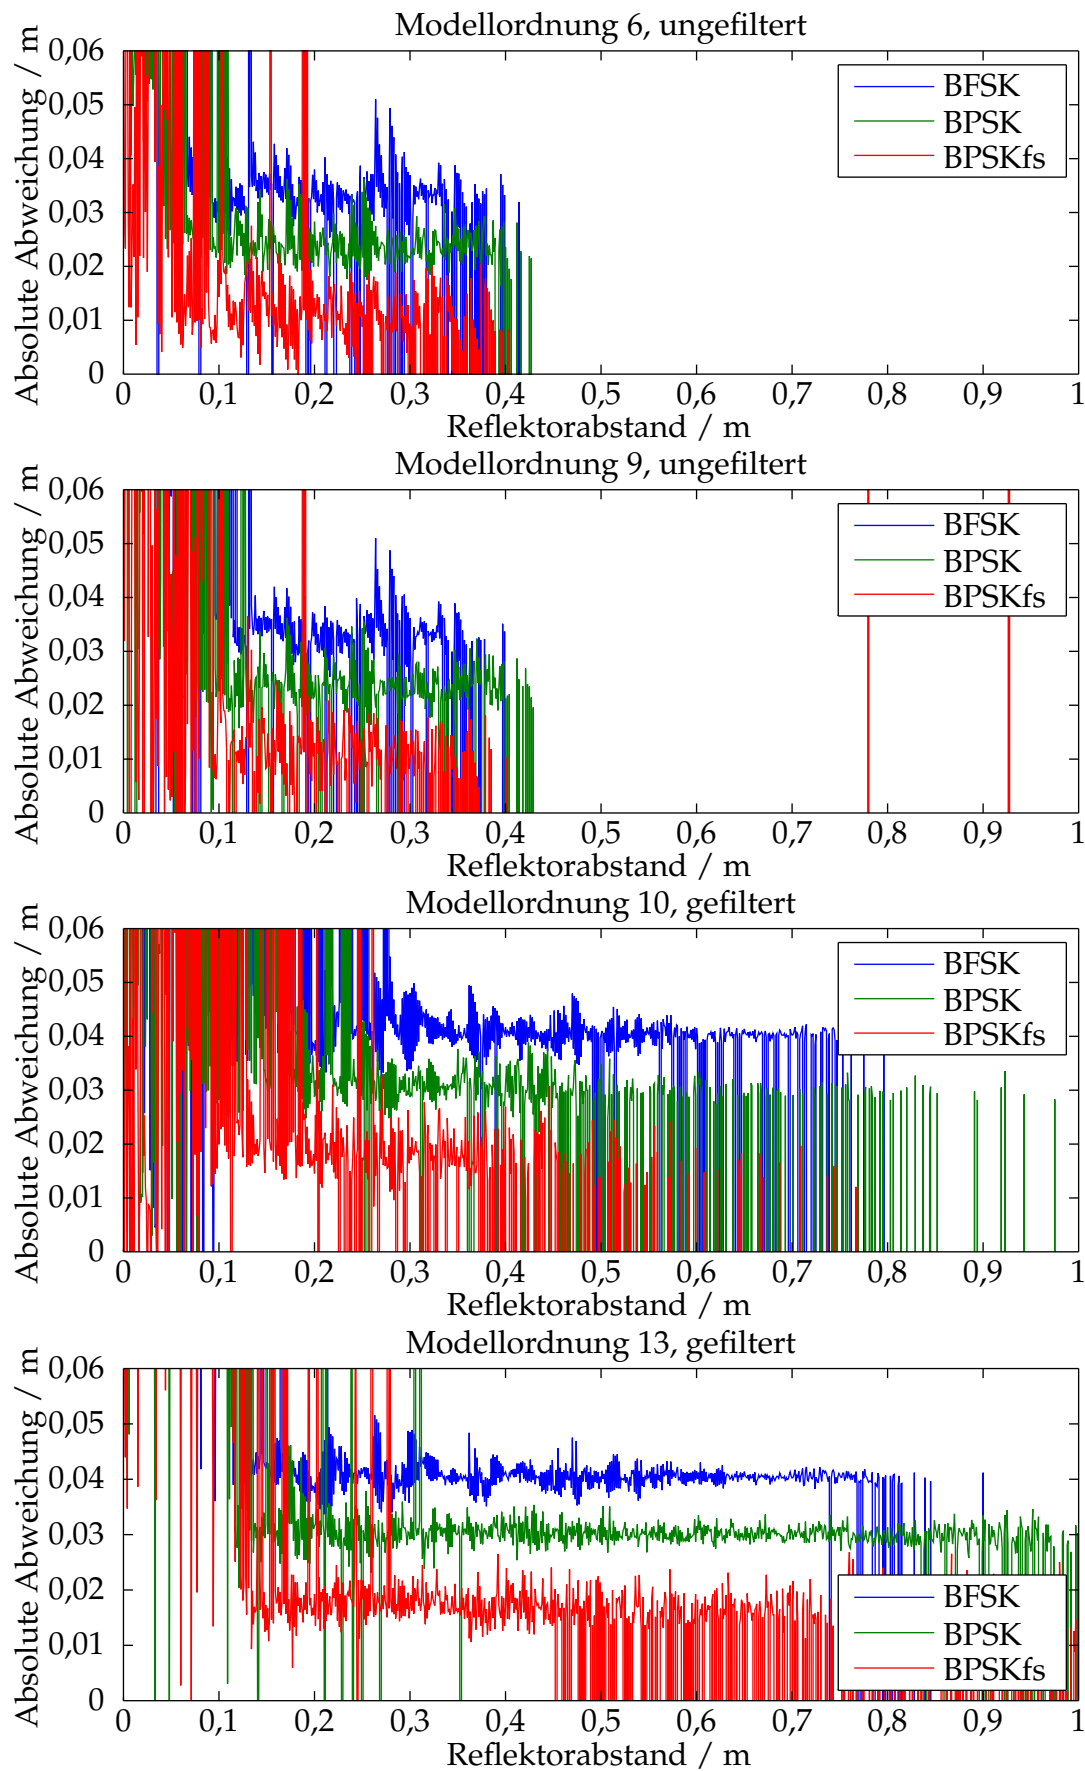 Modellordnung 6, ungefiltert
Absolute Abweichung / m
0,06
0,05
0,04
0,03
0,02
0,01
0
BFSK
BPSK
BPSKfs
0 0,1 0,2 0,3 0,4 0,5 0,6 0,7 0,8 0,9 1
Reflektorabstand / m
Modellordnung 9, ungefiltert
Absolute Abweichung / m
0,06
0,05
0,04
0,03
0,02
0,01
0
BFSK
BPSK
BPSKfs
0 0,1 0,2 0,3 0,4 0,5 0,6 0,7 0,8 0,9 1
Reflektorabstand / m
Modellordnung 10, gefiltert
Absolute Abweichung / m
0,06
0,05
0,04
0,03
0,02
0,01
0
BFSK
BPSK
BPSKfs
0 0,1 0,2 0,3 0,4 0,5 0,6 0,7 0,8 0,9 1
Reflektorabstand / m
Modellordnung 13, gefiltert
Absolute Abweichung / m
0,06
0,05
0,04
0,03
0,02
0,01
0
BFSK
BPSK
BPSKfs
0 0,1 0,2 0,3 0,4 0,5 0,6 0,7 0,8 0,9 1
Reflektorabstand / m